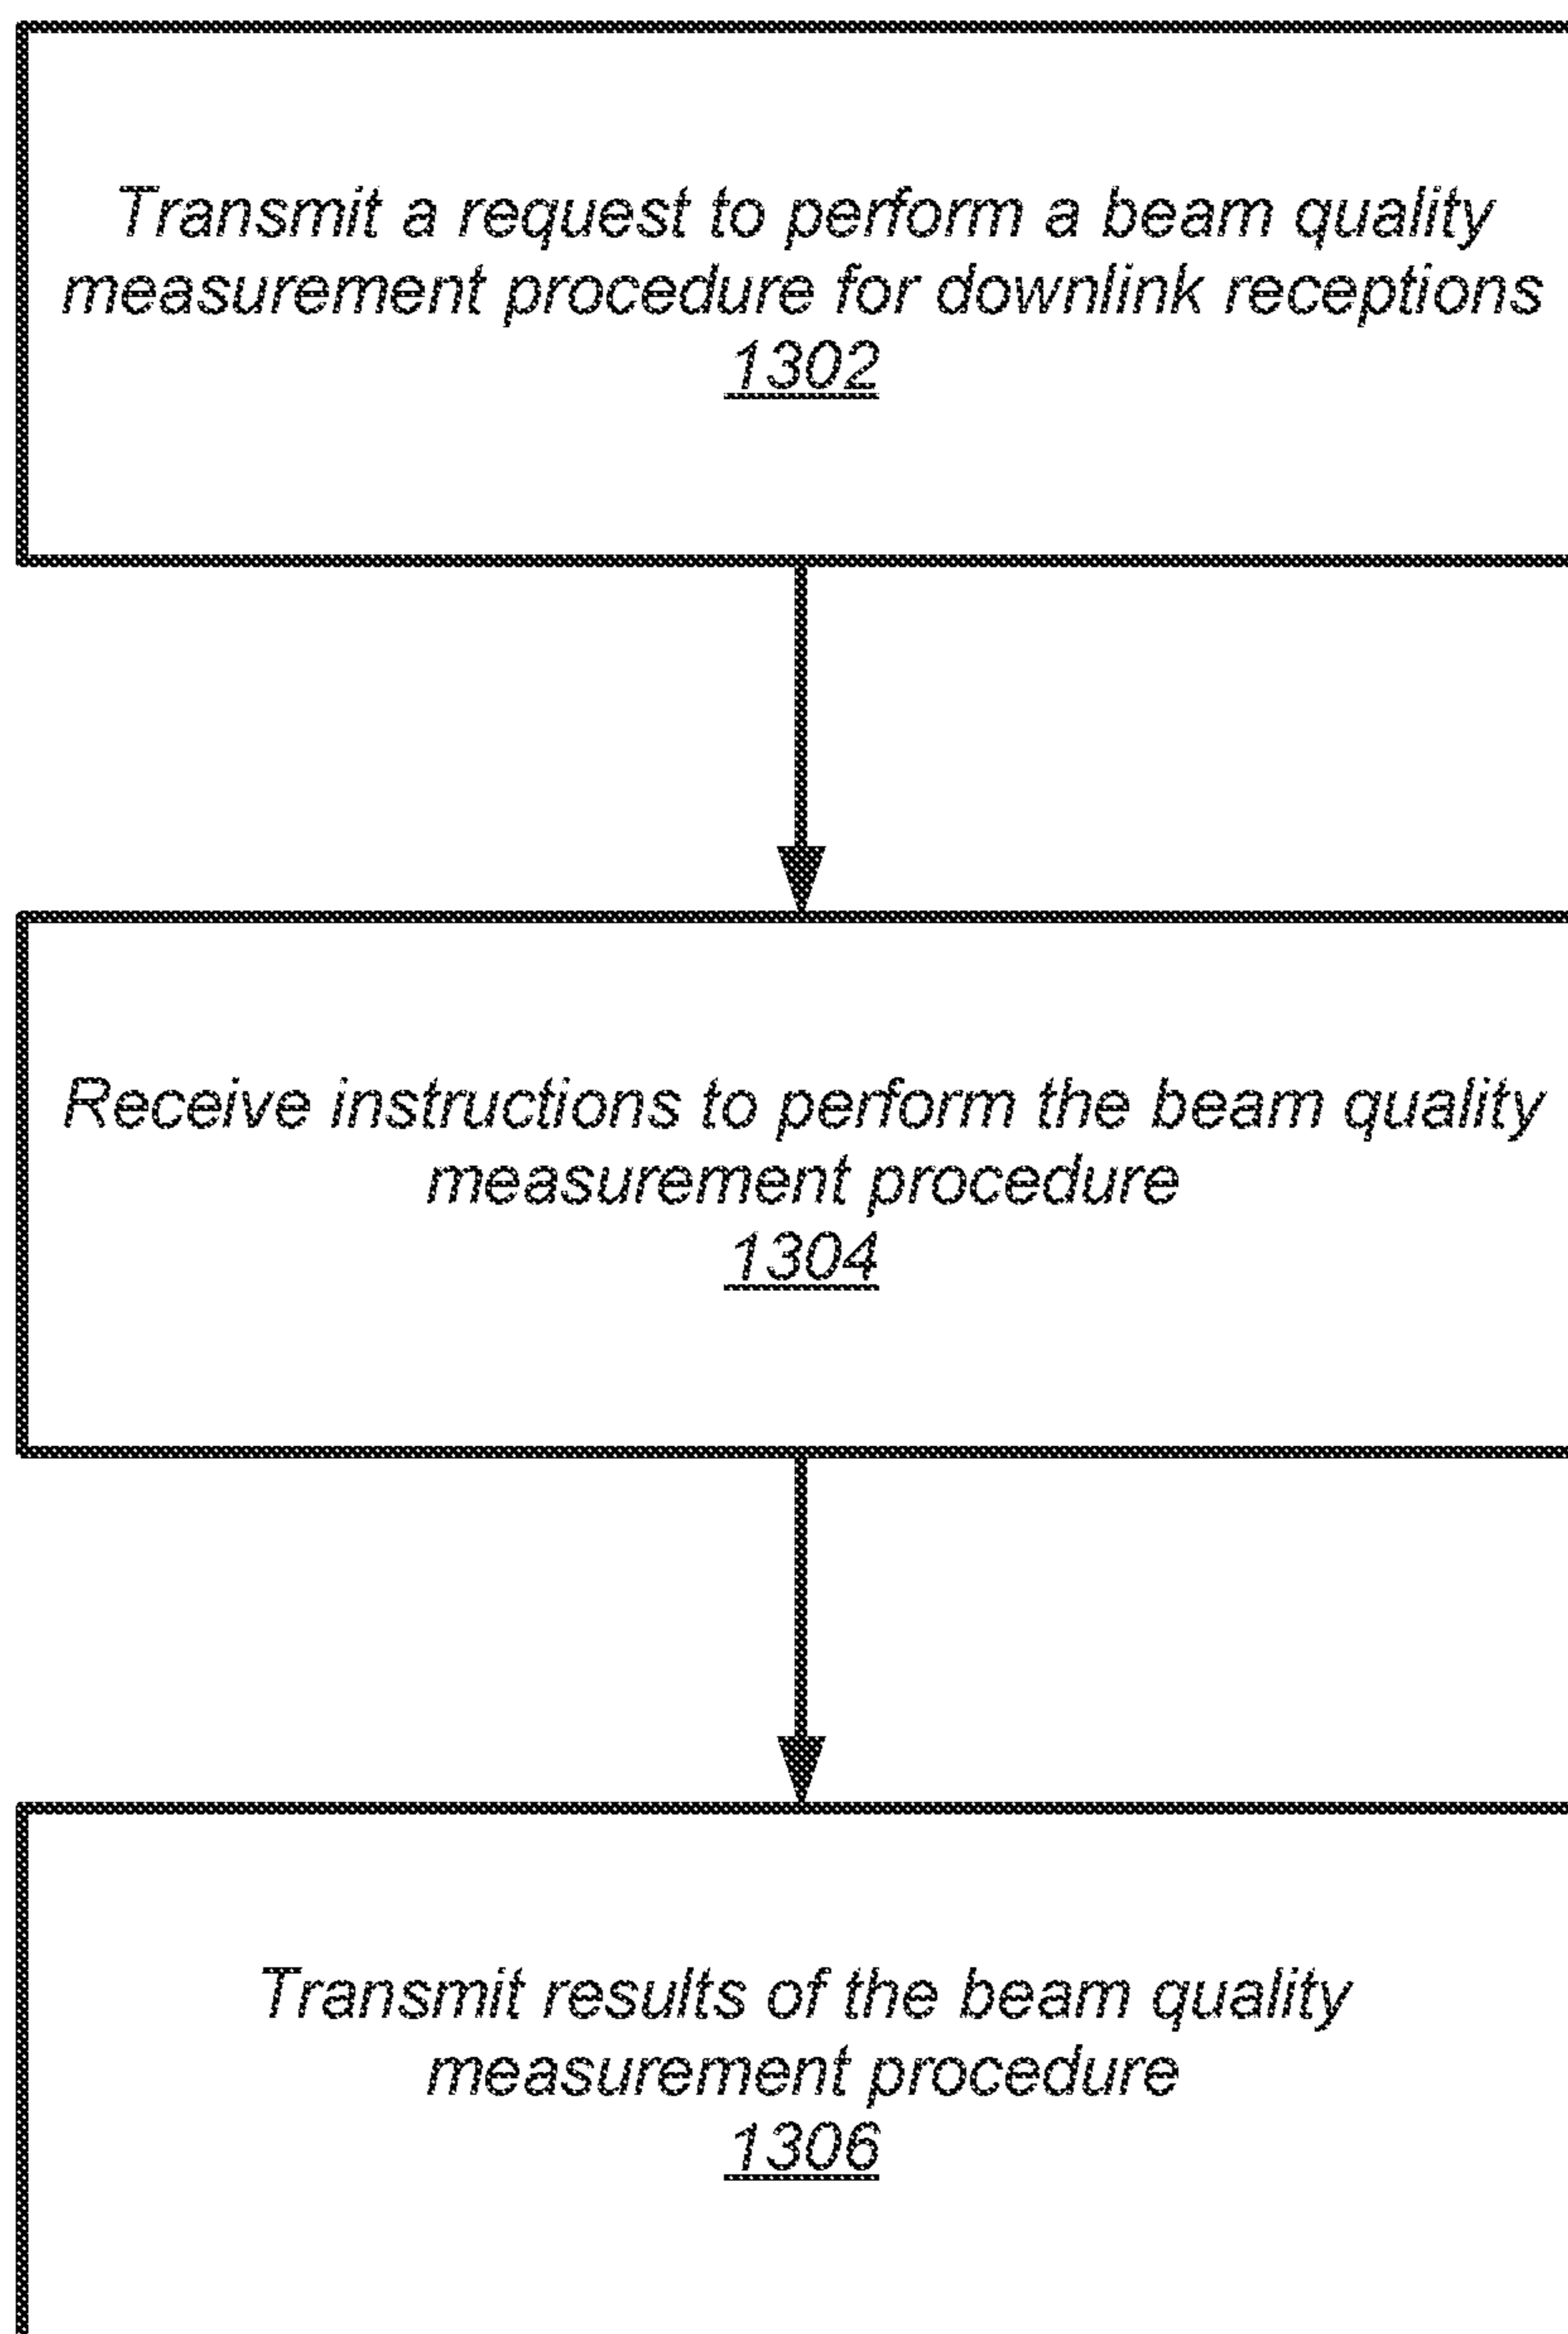 Transmit a request to perform a beam quality
measurement procedure for downlink receptions
1302
Receive instructions to perform the beam quality
measurement procedure
1304
Transmit results of the beam quality
measurement procedure
1306